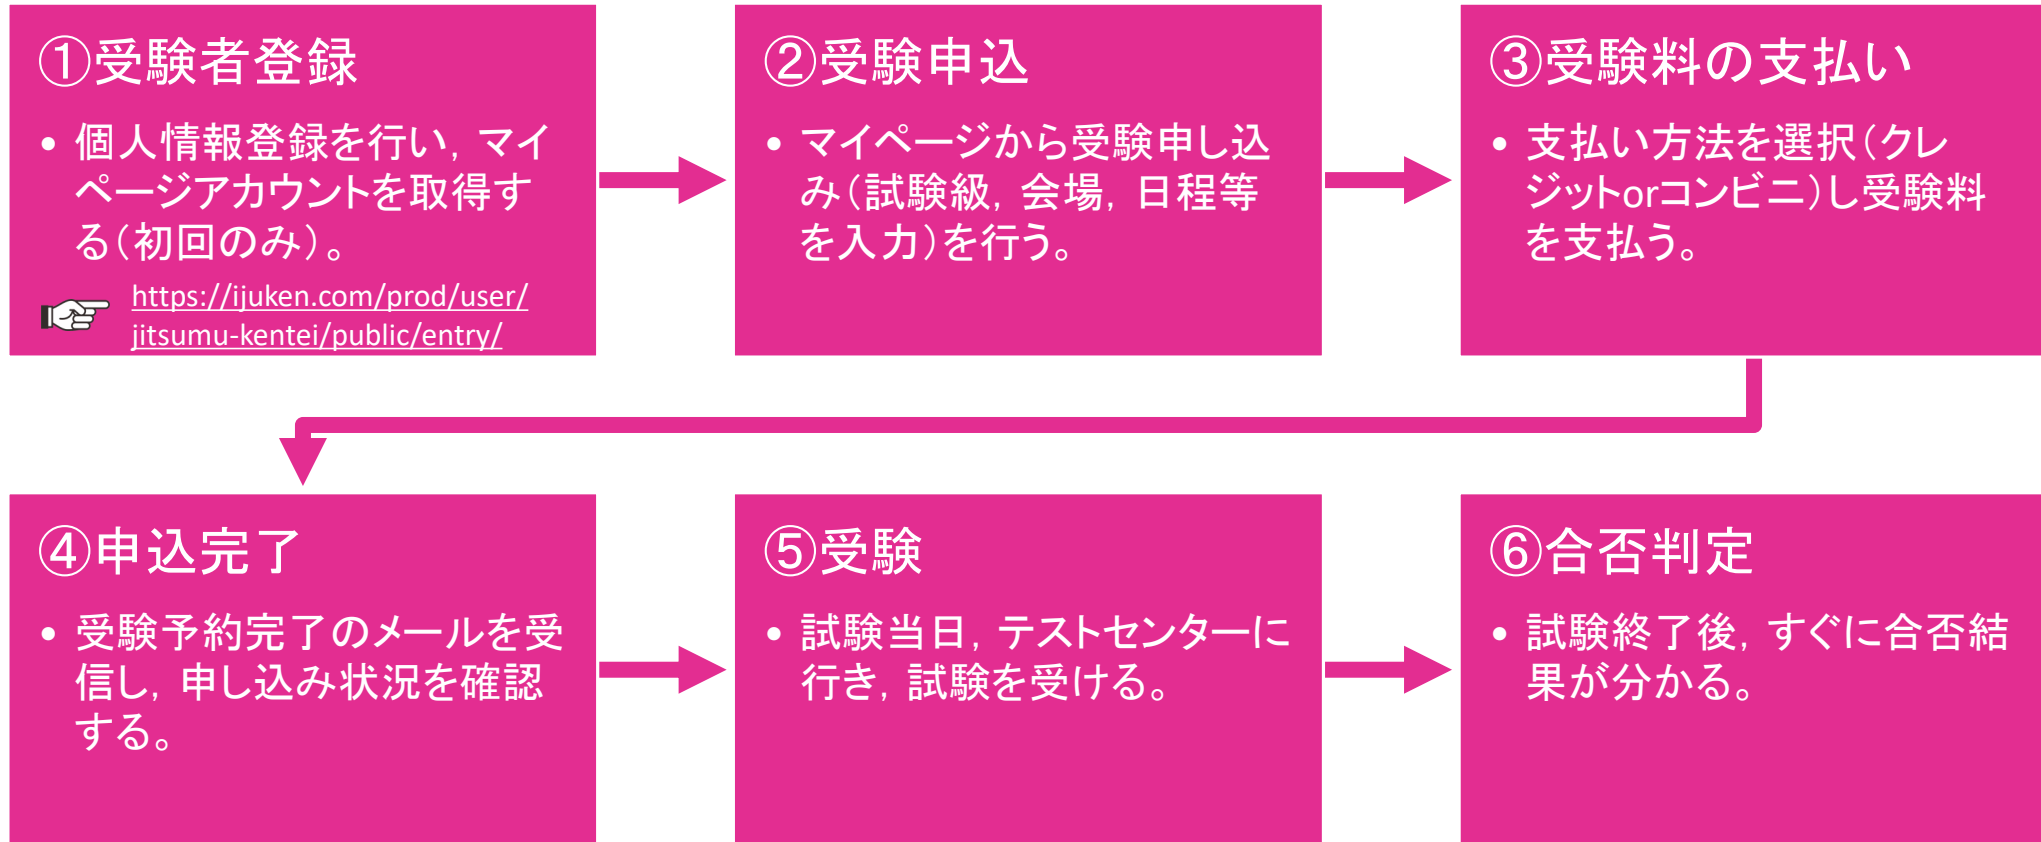 ①受験者登録
• 個人情報登録を行い，マイ
ページアカウントを取得す
る（初回のみ）。
https://ijuken.com/prod/user/
jitsumu-kentei/public/entry/
②受験申込
• マイページから受験申し込
み（試験級，会場，日程等
を入力）を行う。
③受験料の支払い
• 支払い方法を選択（クレ
ジットorコンビニ）し受験料
を支払う。
④申込完了
• 受験予約完了のメールを受
信し，申し込み状況を確認
する。
⑤受験
• 試験当日，テストセンターに
行き，試験を受ける。
⑥合否判定
• 試験終了後，すぐに合否結
果が分かる。